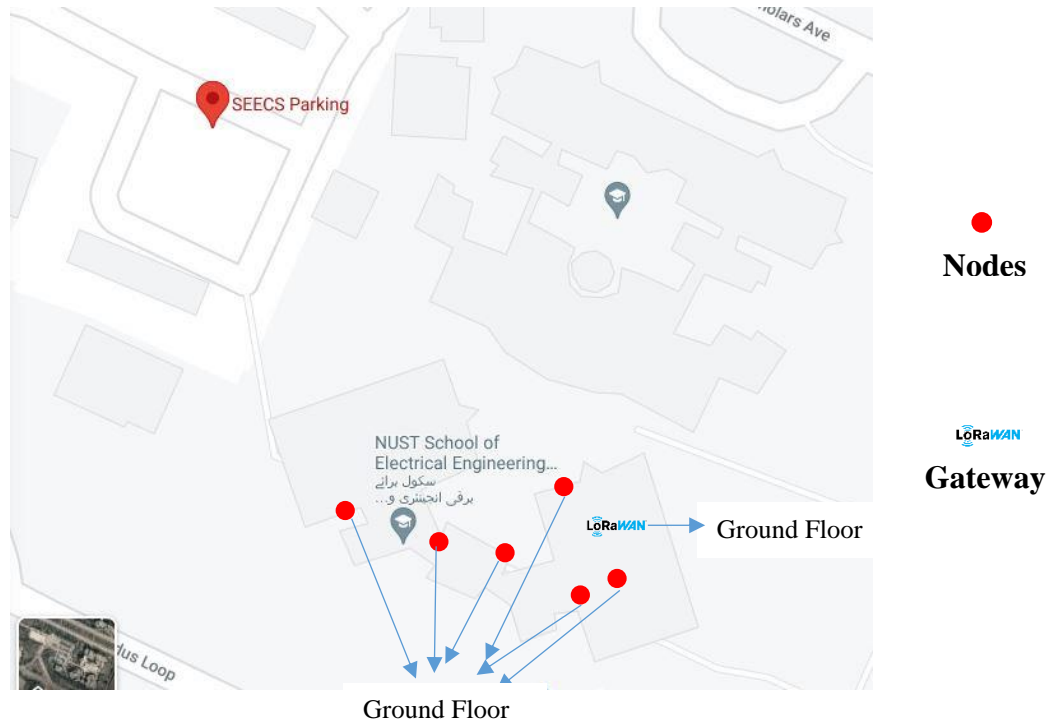 olars Ave
SEECS Parking
Nodes
LoRaWAN
Gateway
NUST School of
Electrical Engineering...
سکول برائے
برقی انجینئری و...
LoRaWAN
Ground Floor
dus Loop
Ground Floor